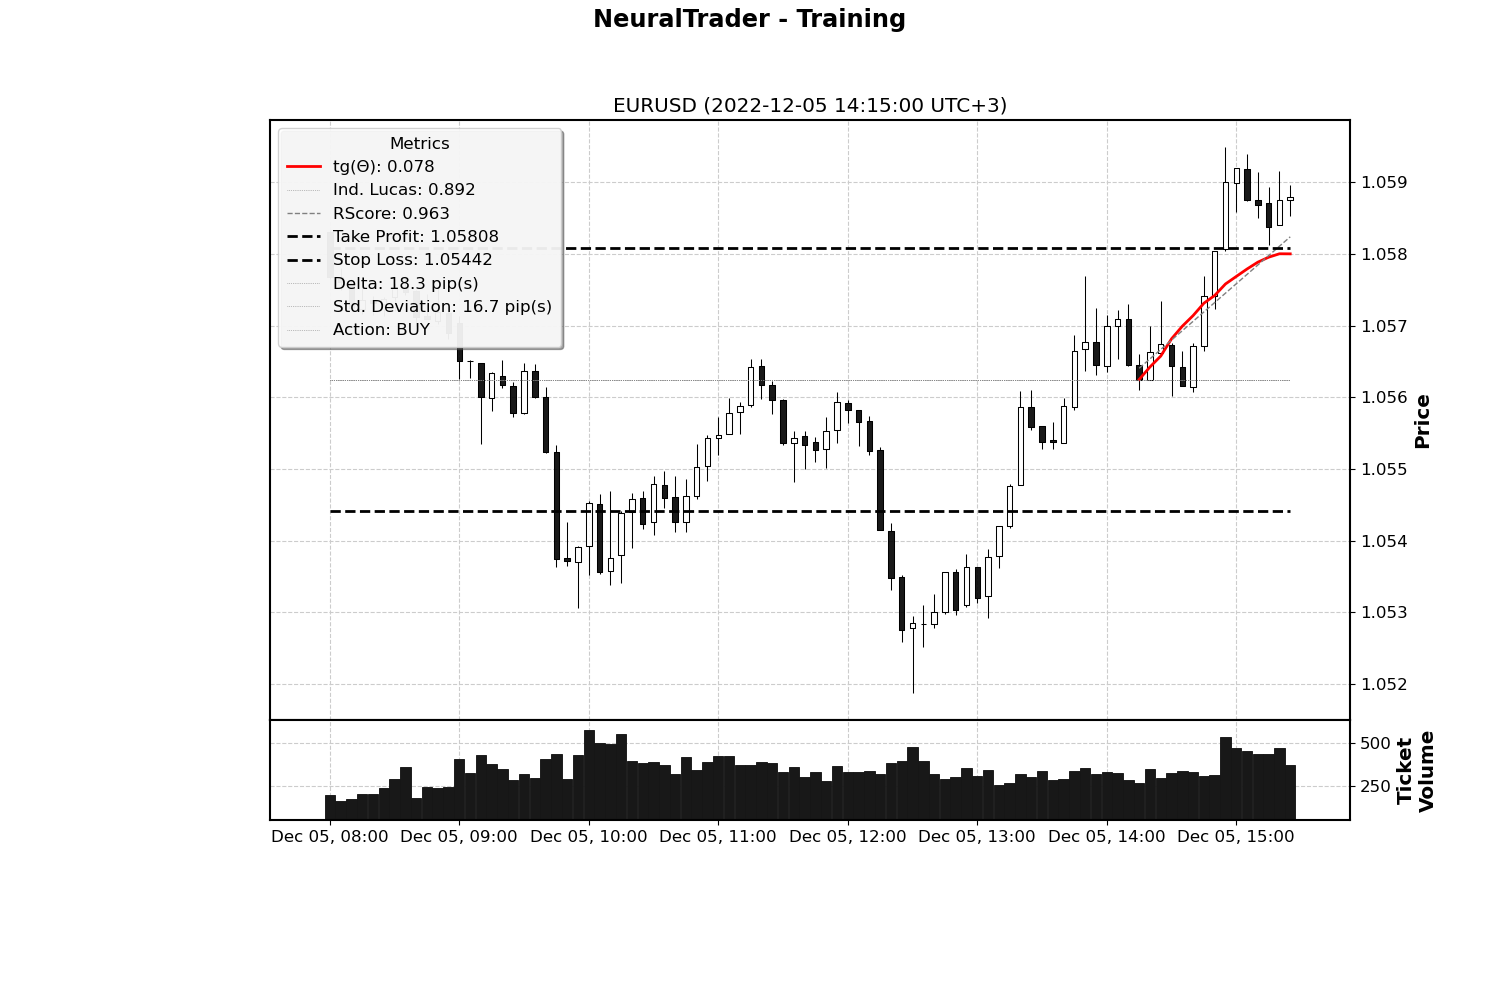 NeuralTrader - Training
EURUSD (2022-12-05 14:15:00 UTC+3)
Metrics
tg(Θ): 0.078
Ind. Lucas: 0.892
RScore: 0.963
Take Profit: 1.05808
Stop Loss: 1.05442
Delta: 18.3 pip(s)
Std. Deviation: 16.7 pip(s)
Action: BUY
1.059
1.058
1.057
1.056
1.055
1.054
1.053
1.052
Price
500
250
Ticket
Volume
Dec 05, 08:00 Dec 05, 09:00 Dec 05, 10:00 Dec 05, 11:00 Dec 05, 12:00 Dec 05, 13:00 Dec 05, 14:00 Dec 05, 15:00